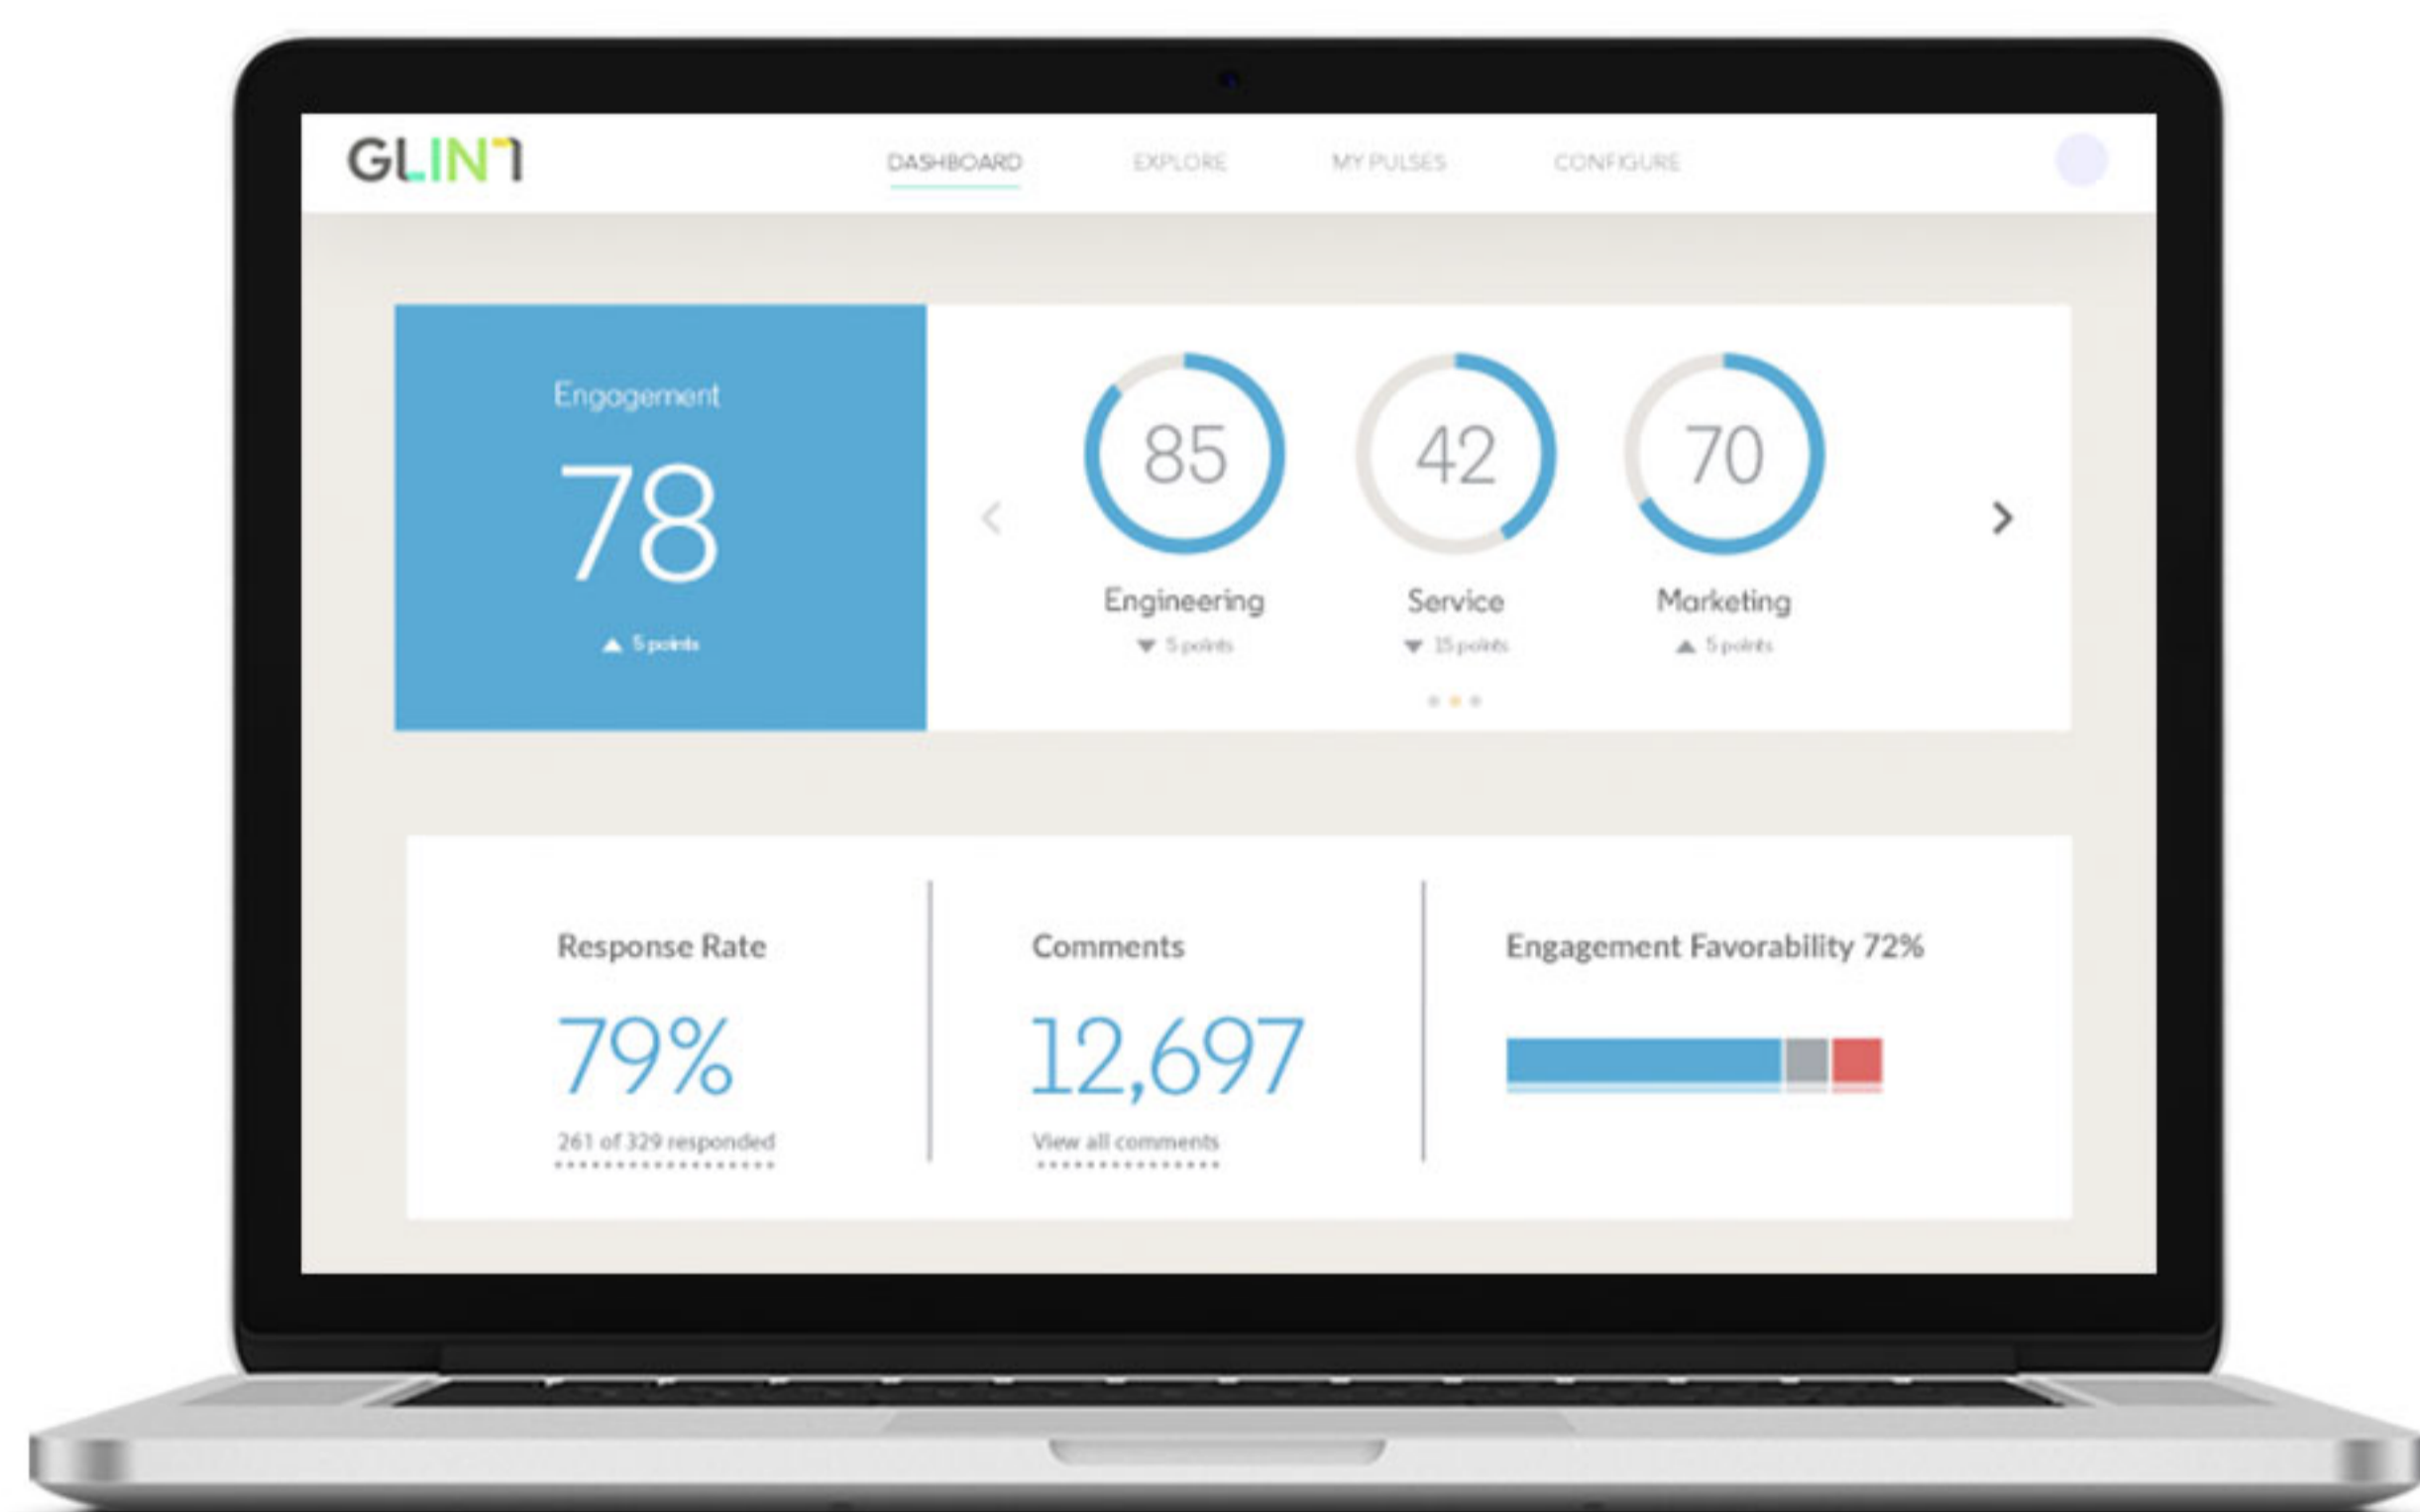 GLINT
DASHBOARD EXPLORE MY PULSES CONFIGURE
Engagement
78
▲ 5 points
85 42 70
Engineering Service Marketing
▼ 5 points ▼ 15 points ▲ 5 points
Response Rate Comments Engagement Favorability 72%
79% 12,697
261 of 329 responded View all comments